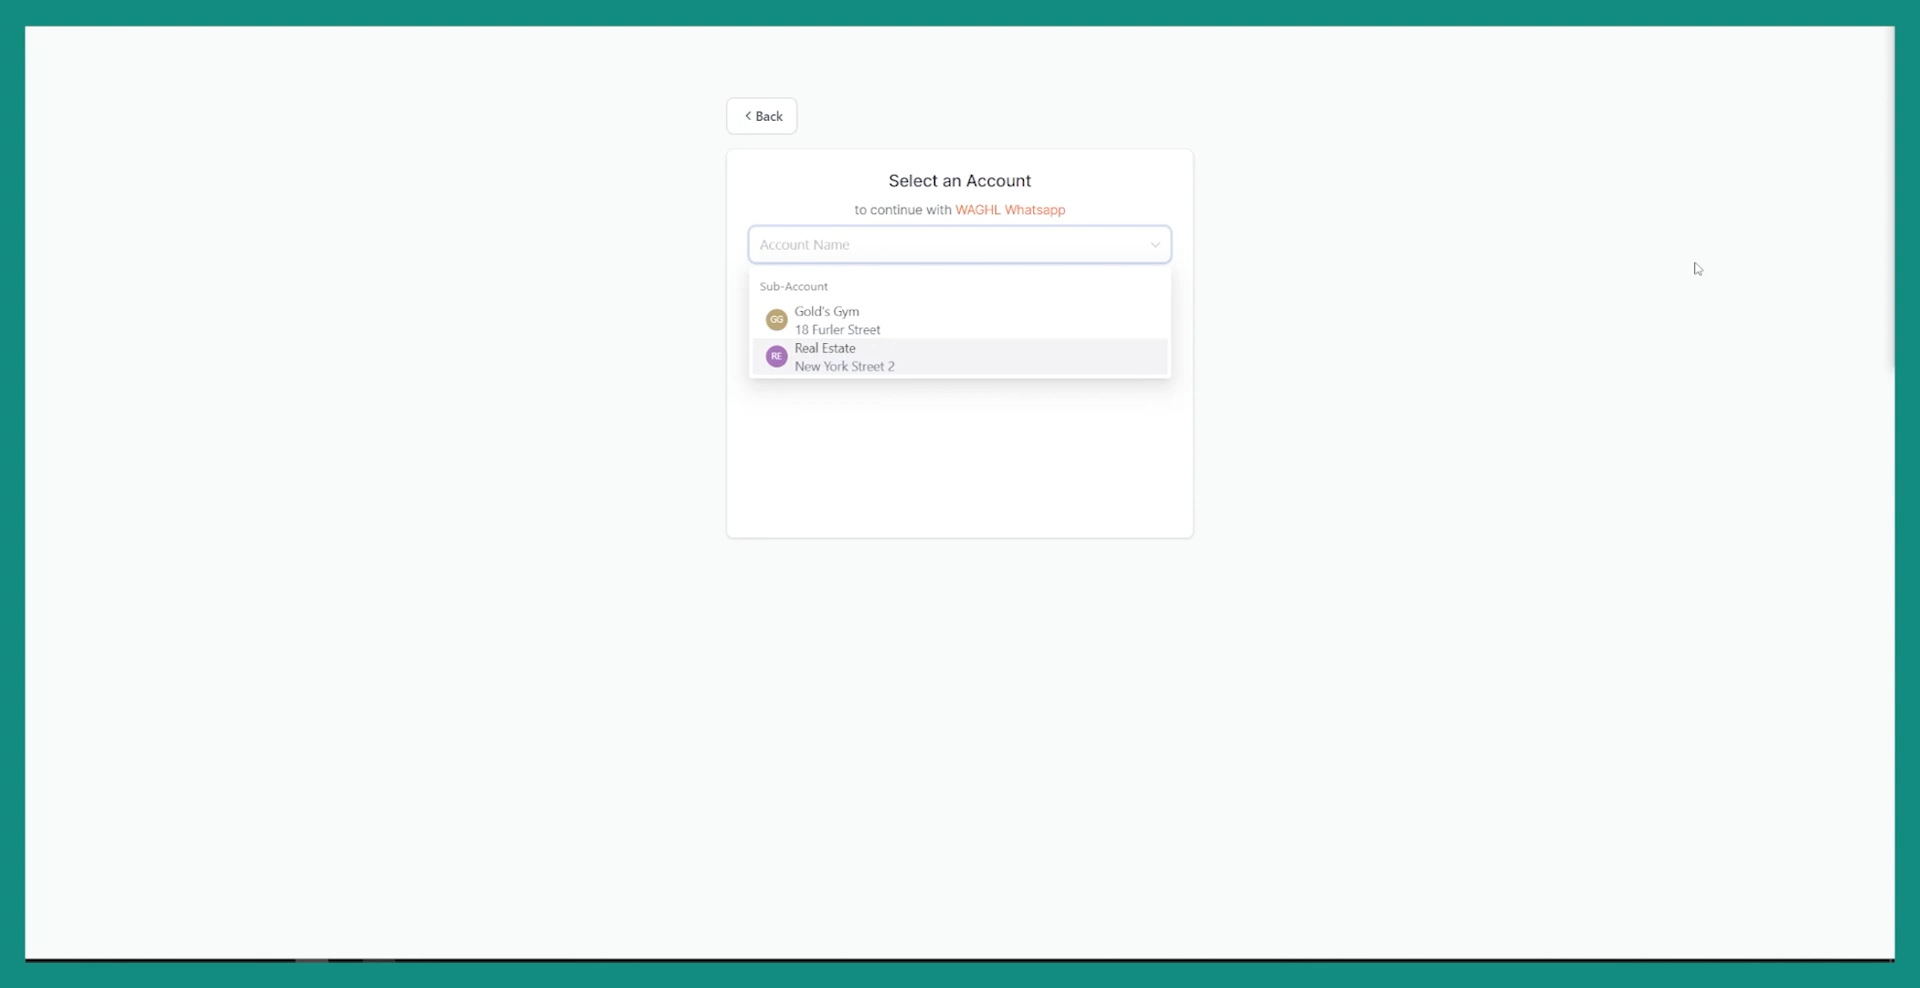 Back
Select an Account
to continue with WAGHL Whatsapp
Account Name
Sub-Account
GG
Gold's Gym
18 Furler Street
RE
Real Estate
New York Street 2